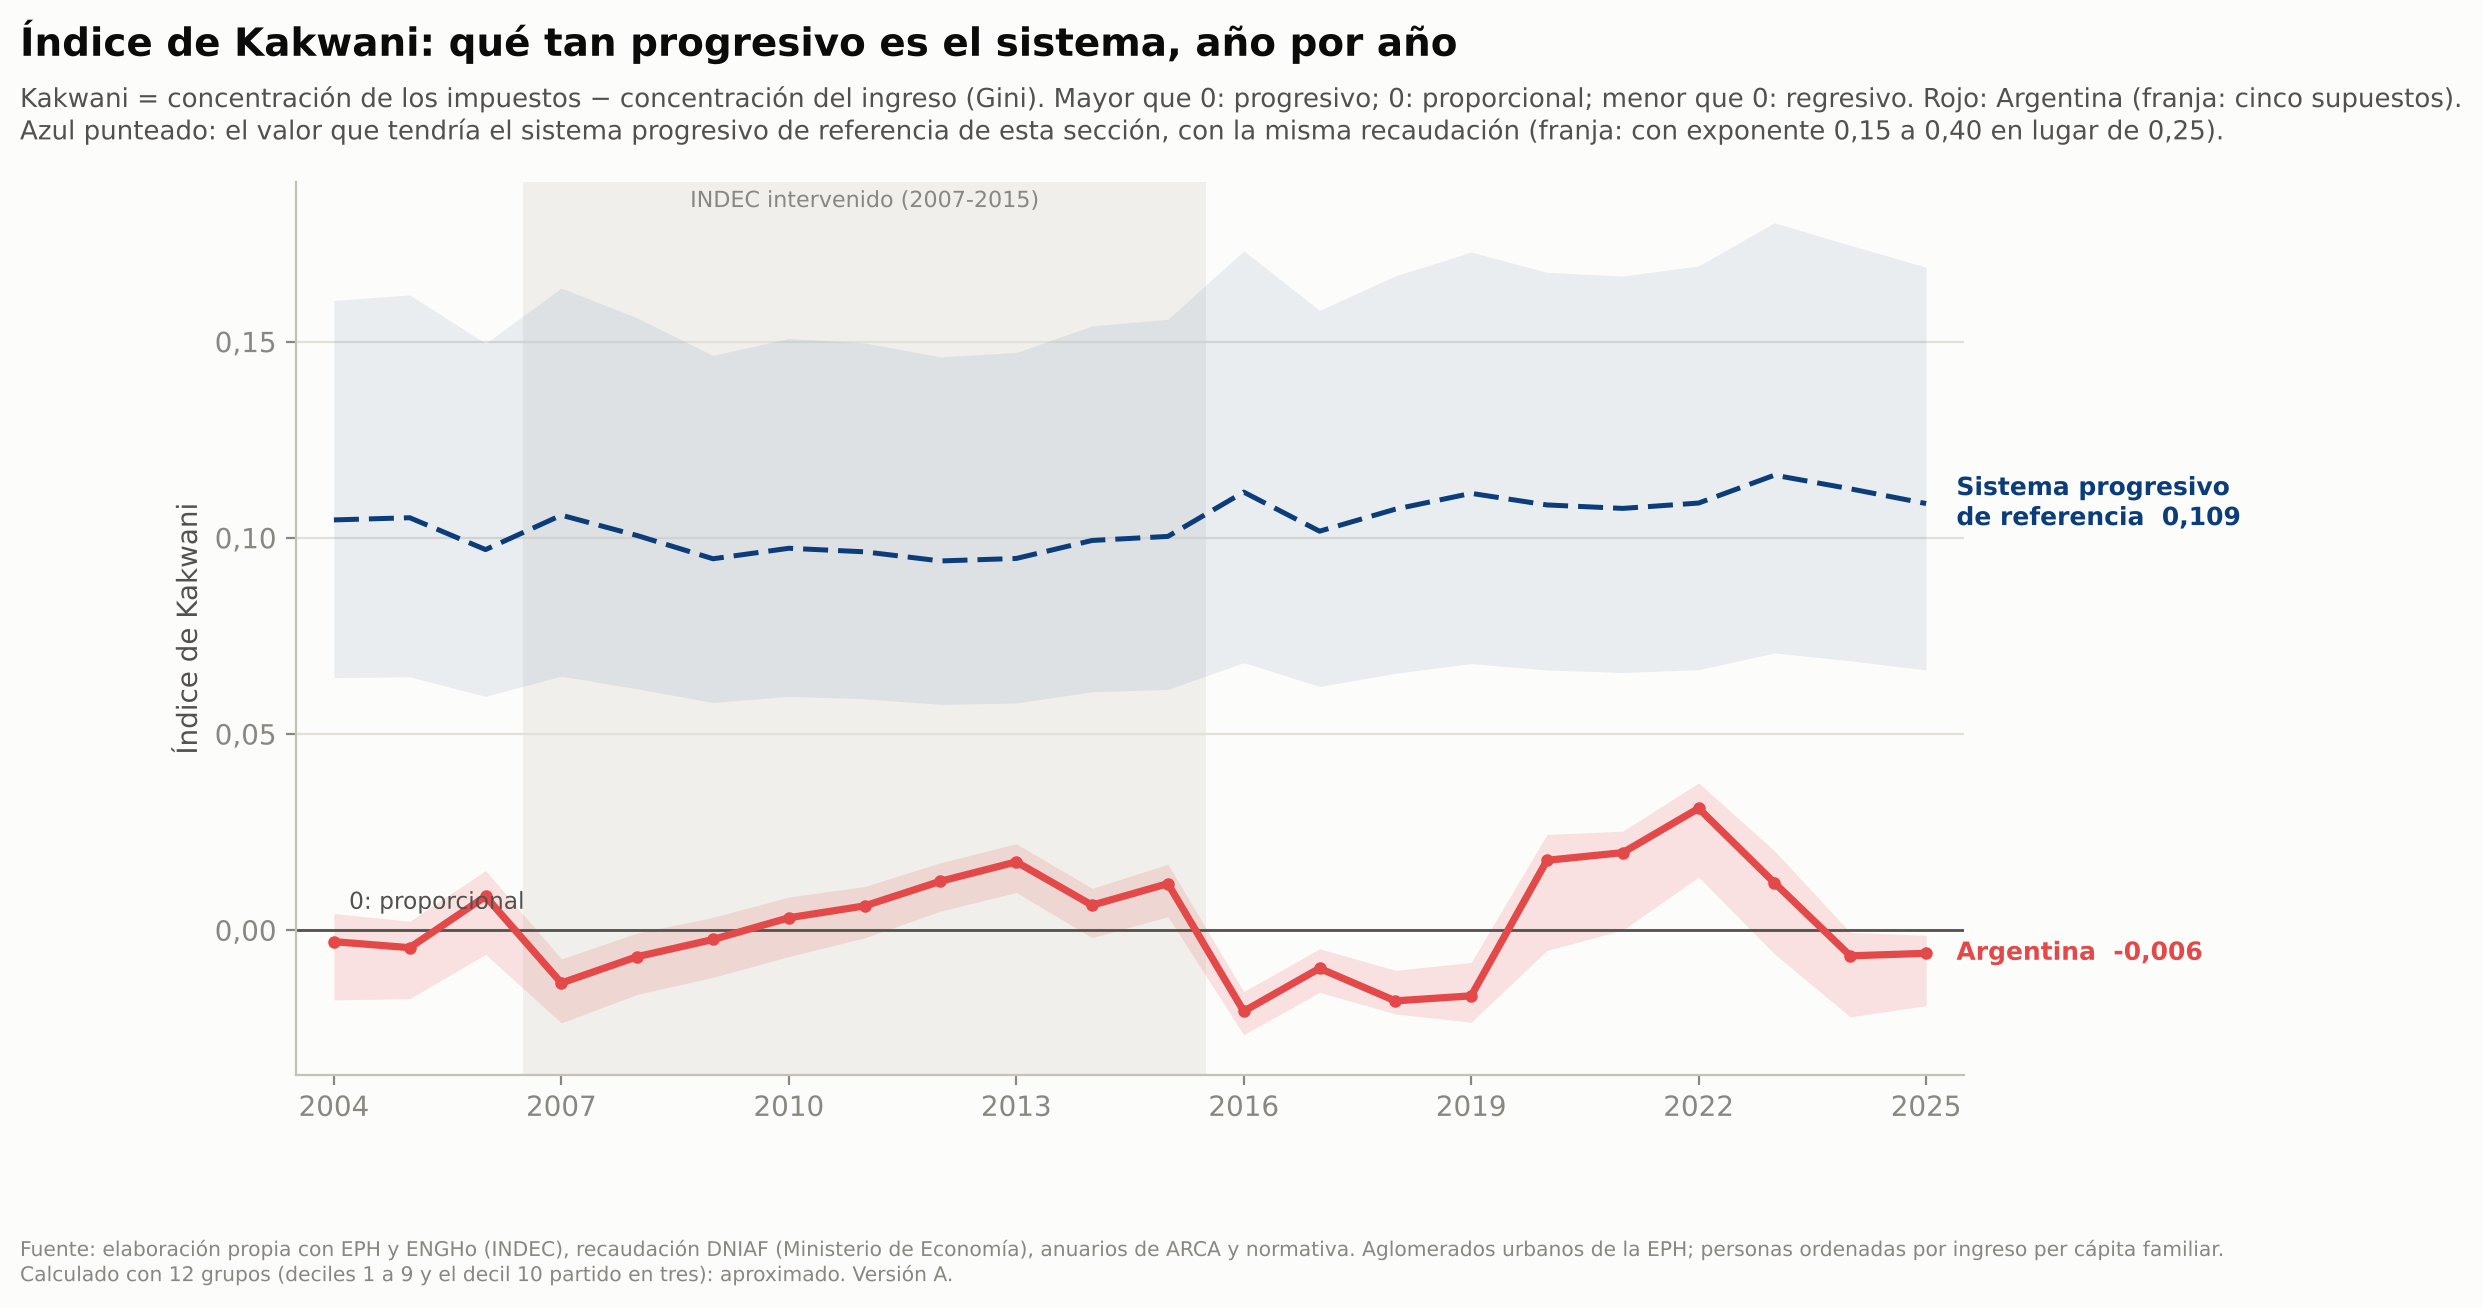 Índice de Kakwani: qué tan progresivo es el sistema, año por año
Kakwani = concentración de los impuestos − concentración del ingreso (Gini). Mayor que 0: progresivo; 0: proporcional; menor que 0: regresivo. Rojo: Argentina (franja: cinco supuestos).
Azul punteado: el valor que tendría el sistema progresivo de referencia de esta sección, con la misma recaudación (franja: con exponente 0,15 a 0,40 en lugar de 0,25).
INDEC intervenido (2007-2015)
0,15
0,10
0,05
0,00
Índice de Kakwani
Sistema progresivo
de referencia 0,109
0: proporcional
Argentina -0,006
2004
2007
2010
2013
2016
2019
2022
2025
Fuente: elaboración propia con EPH y ENGHo (INDEC), recaudación DNIAF (Ministerio de Economía), anuarios de ARCA y normativa. Aglomerados urbanos de la EPH; personas ordenadas por ingreso per cápita familiar.
Calculado con 12 grupos (deciles 1 a 9 y el decil 10 partido en tres): aproximado. Versión A.